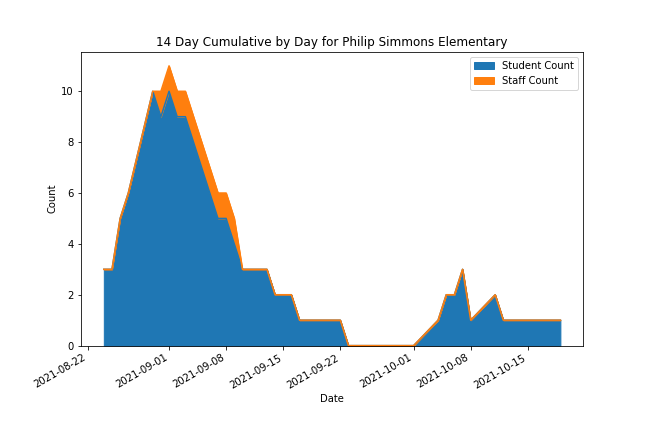 14 Day Cumulative by Day for Philip Simmons Elementary
Student Count
Staff Count
10
8
6
4
2
0
Count
2021-08-22
2021-09-01
2021-09-08
2021-09-15
2021-09-22
2021-10-01
2021-10-08
2021-10-15
Date